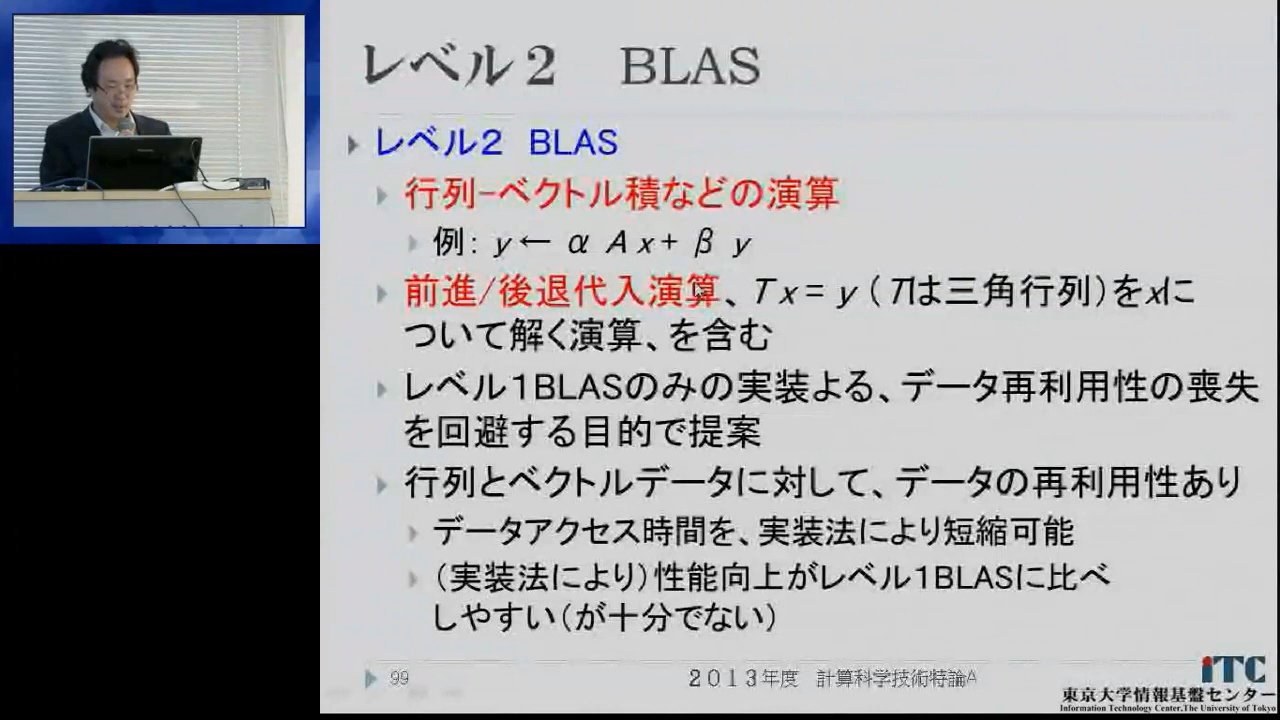 レベル２　BLAS
レベル２　BLAS
行列－ベクトル積などの演算
例： y ← α A x + β y
前進/後退代入演算、T x = y （Tは三角行列）をxに
ついて解く演算、を含む
レベル１BLASのみの実装よる、データ再利用性の喪失
を回避する目的で提案
行列とベクトルデータに対して、データの再利用性あり
データアクセス時間を、実装法により短縮可能
（実装法により）性能向上がレベル１BLASに比べ
しやすい（が十分でない）
99
２０１３年度　計算科学技術特論A
iTC
東京大学情報基盤センター
Information Technology Center, The University of Tokyo